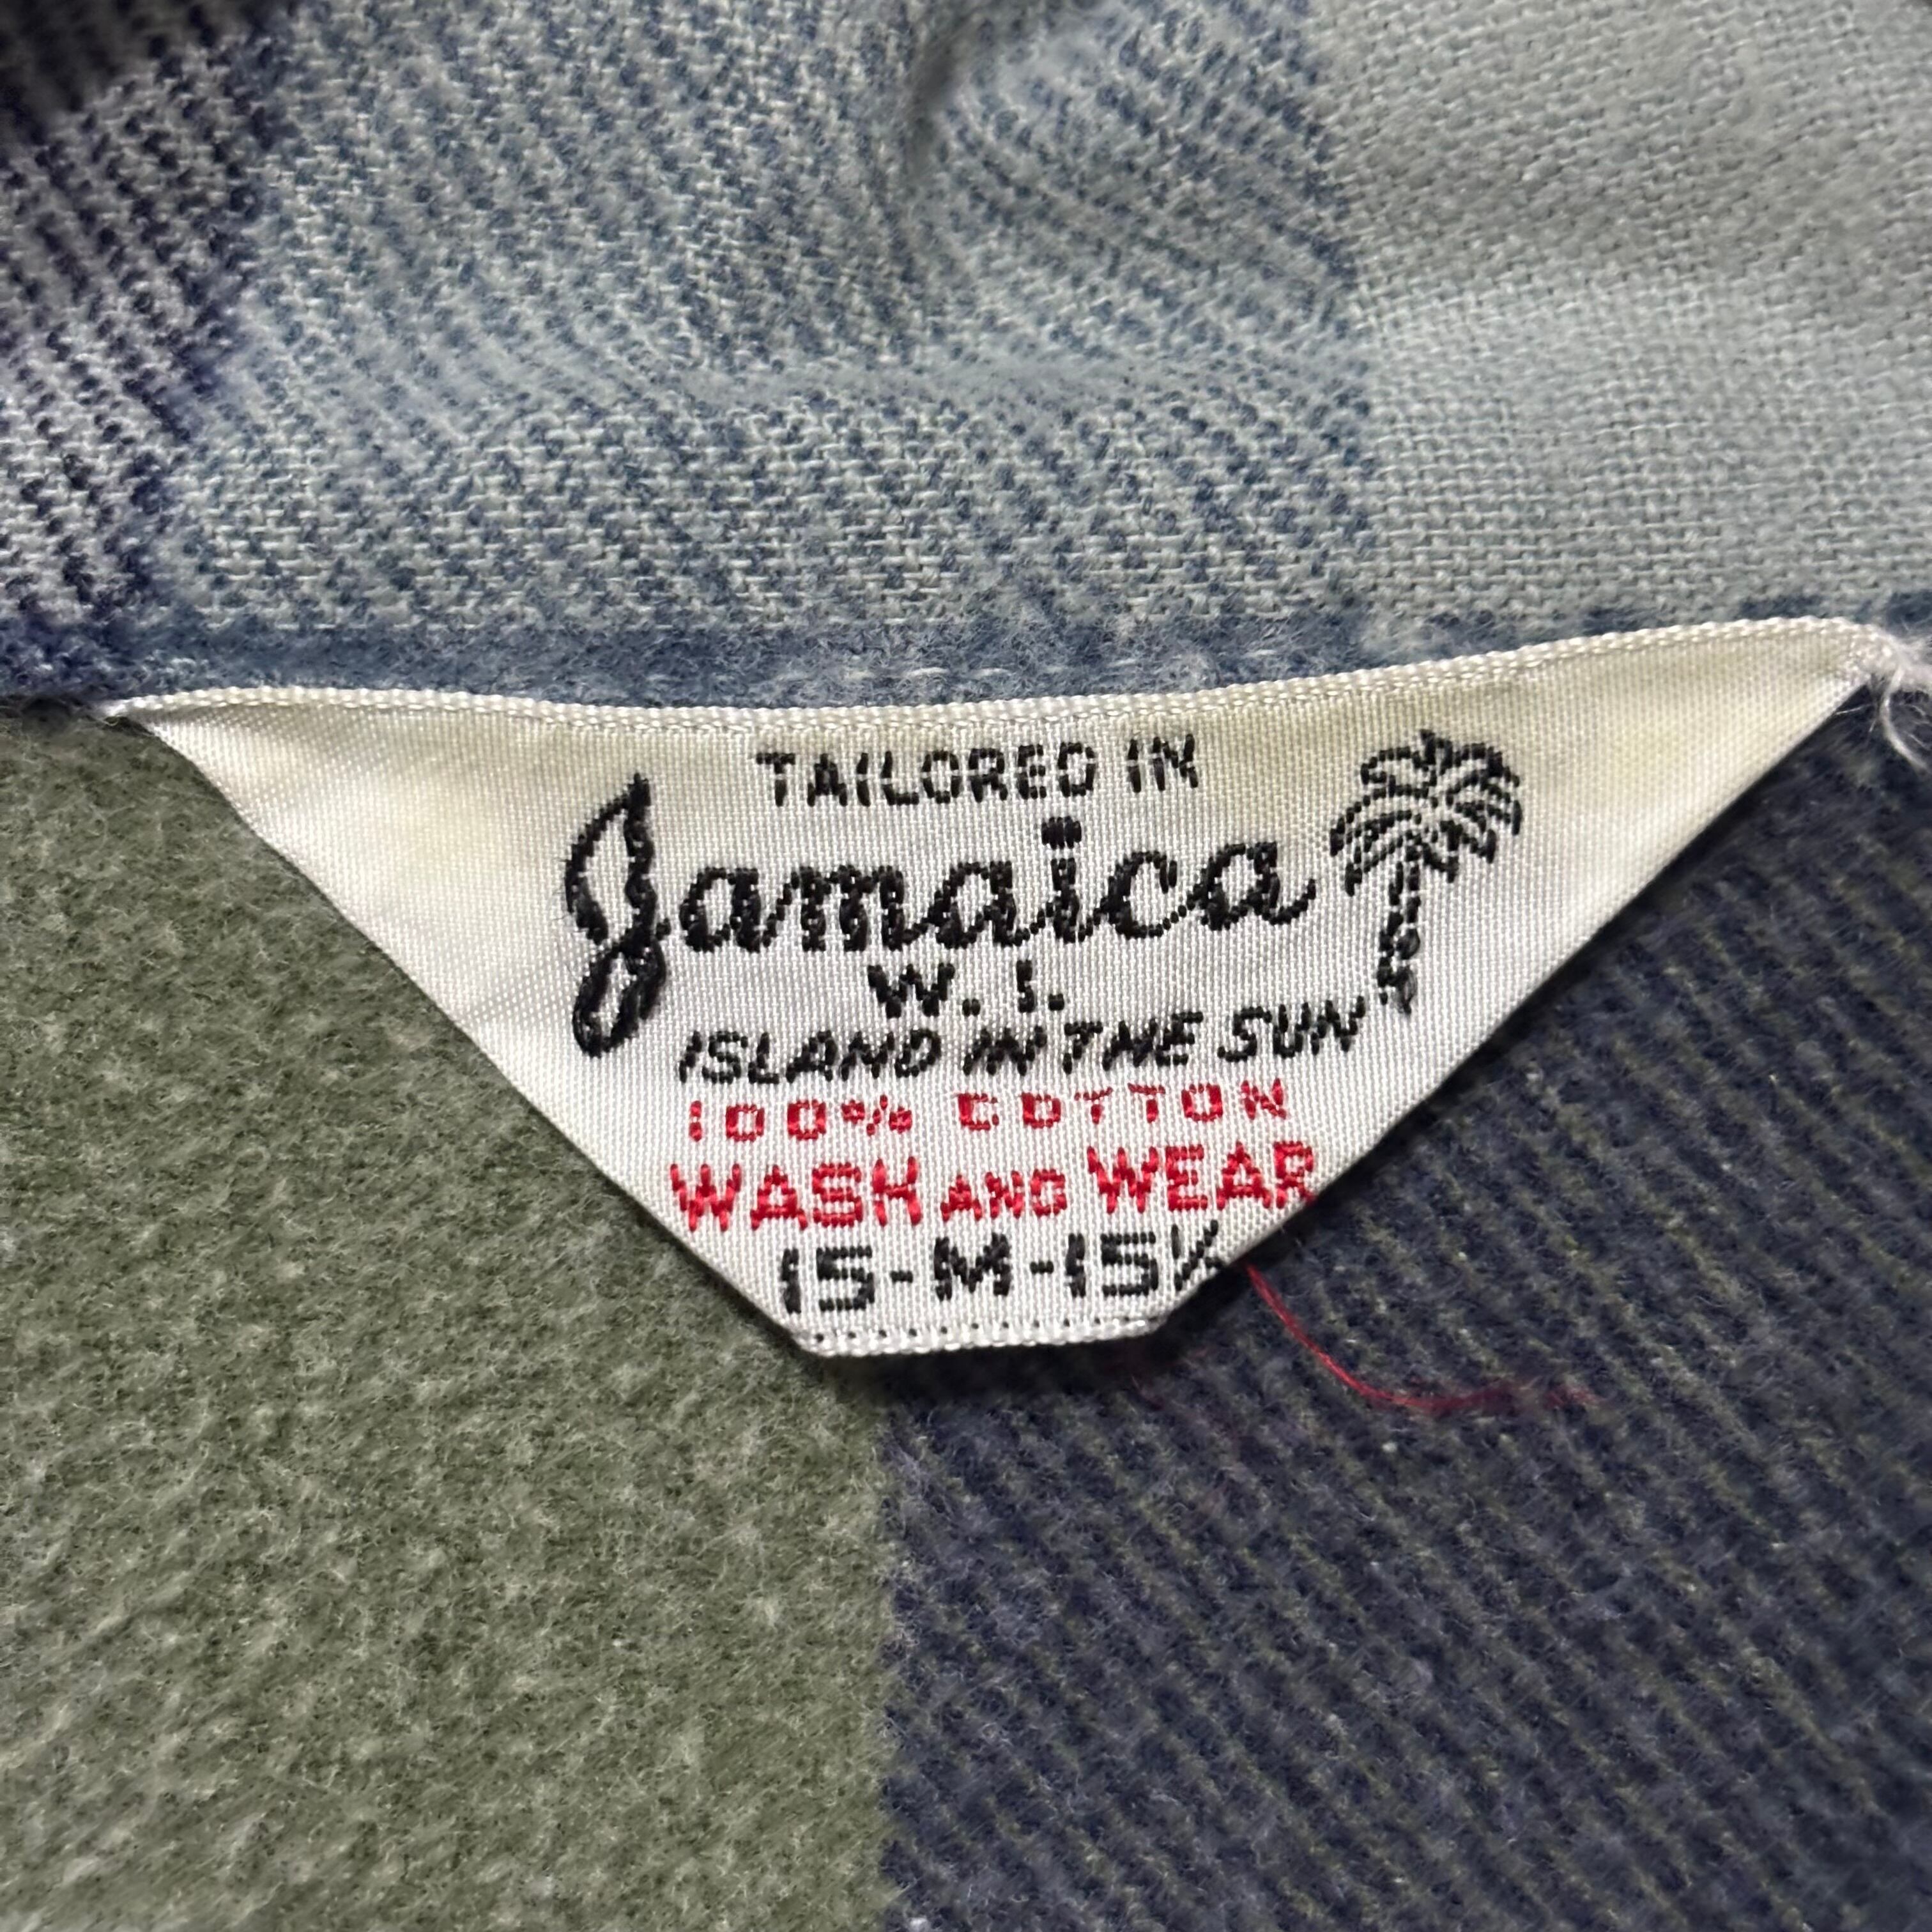 TAILORED IN
Jamaica
W. I.
ISLAND IN THE SUN
100% COTTON
WASH AND WEAR
15-M-15½